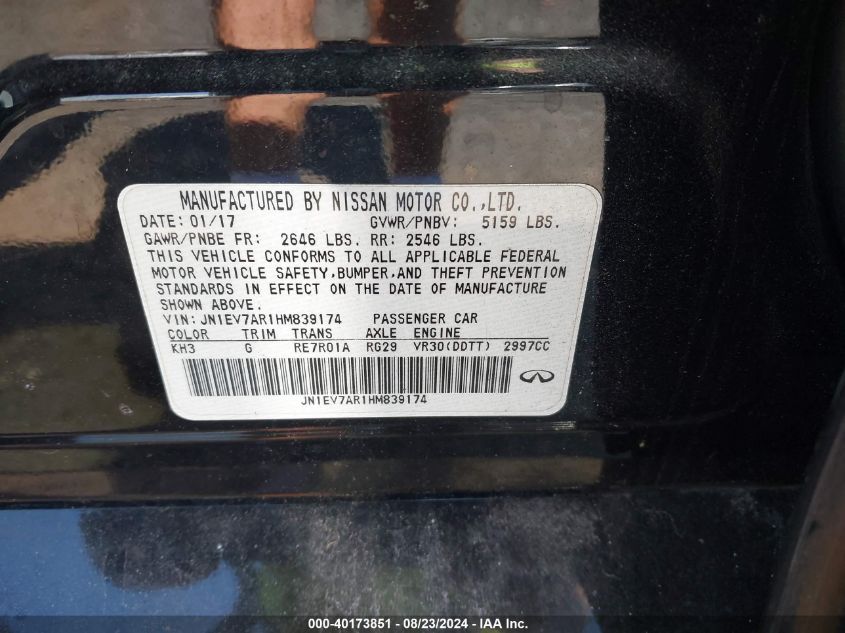 MANUFACTURED BY NISSAN MOTOR CO.,LTD.
DATE: 01/17 GVWR/PNBV: 5159 LBS.
GAWR/PNBE FR: 2646 LBS. RR: 2546 LBS.
THIS VEHICLE CONFORMS TO ALL APPLICABLE FEDERAL
MOTOR VEHICLE SAFETY,BUMPER,AND THEFT PREVENTION
STANDARDS IN EFFECT ON THE DATE OF MANUFACTURE
SHOWN ABOVE.
VIN: JN1EV7AR1HM839174 PASSENGER CAR
COLOR TRIM TRANS AXLE ENGINE
KH3 G RE7R01A RG29 VR30(DDTT) 2997CC
JN1EV7AR1HM839174
000-40173851 - 08/23/2024 - IAA Inc.